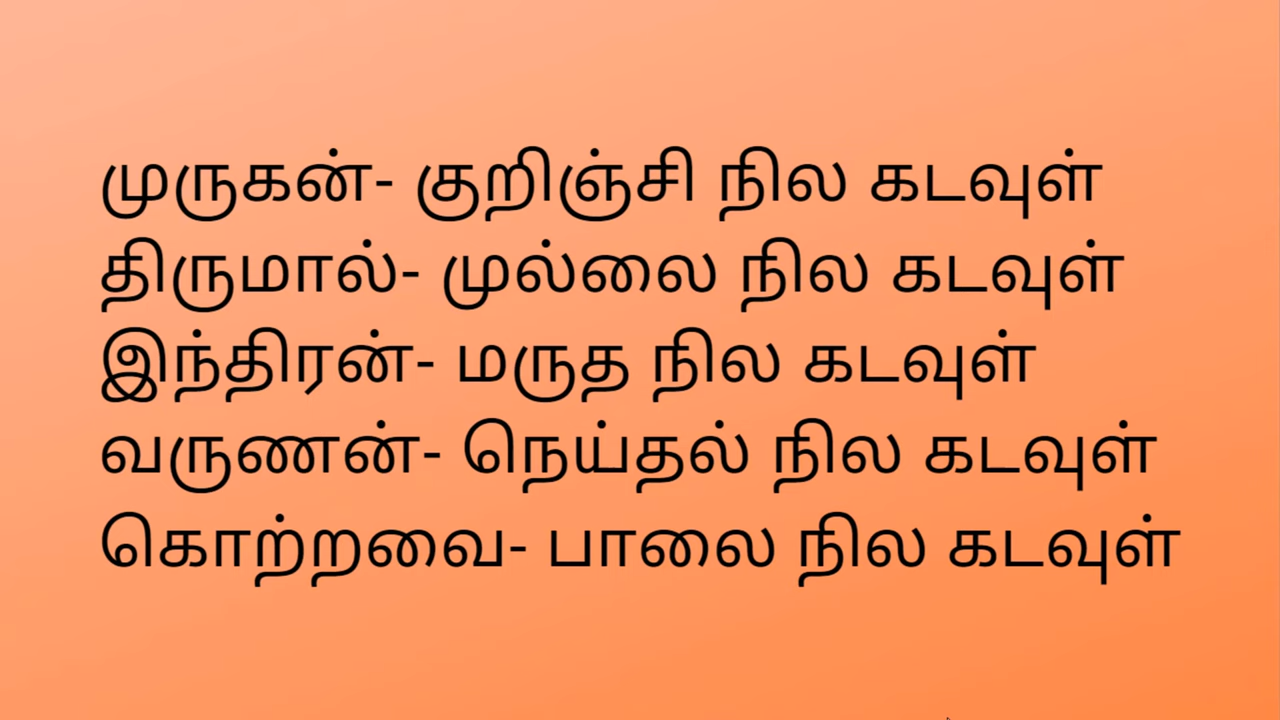 முருகன்- குறிஞ்சி நில கடவுள்
திருமால்- முல்லை நில கடவுள்
இந்திரன்- மருத நில கடவுள்
வருணன்- நெய்தல் நில கடவுள்
கொற்றவை- பாலை நில கடவுள்